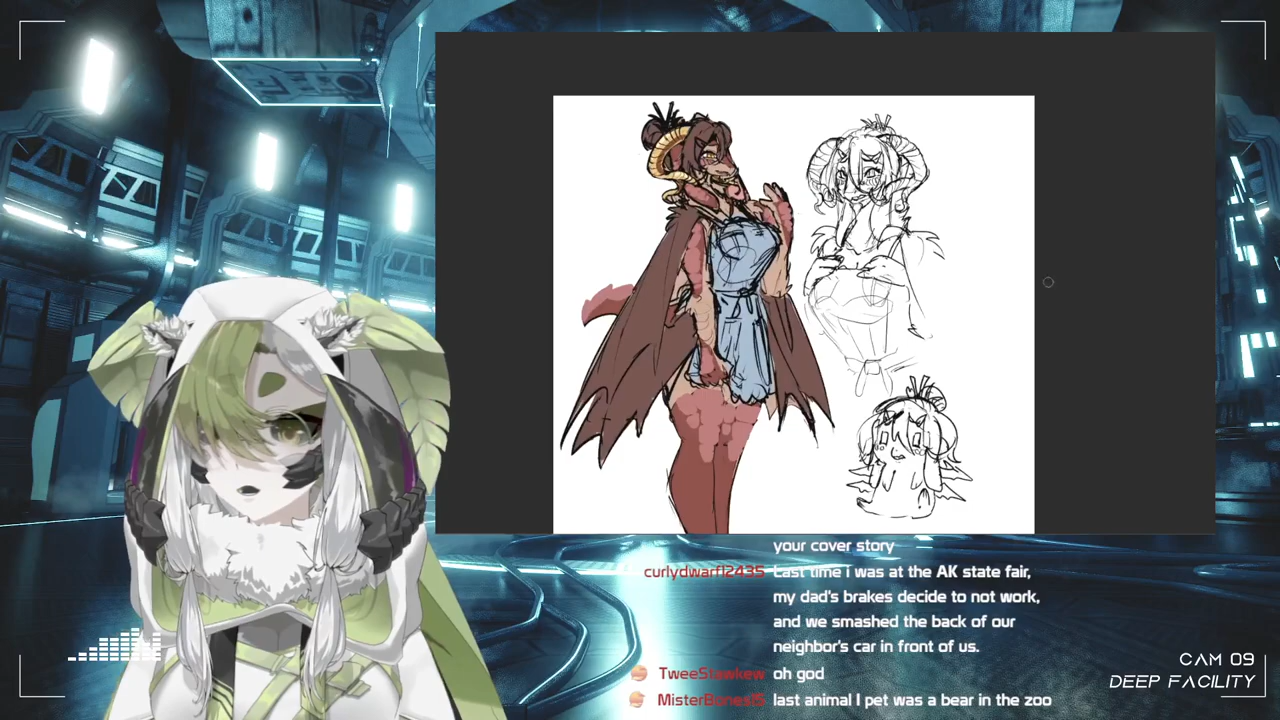 your cover story
curlydwarf12435 Last time i was at the AK state fair,
my dad's brakes decide to not work,
and we smashed the back of our
neighbor's car in front of us.
TweeStawkew oh god
MisterBones15 last animal I pet was a bear in the zoo
CAM 09
DEEP FACILITY